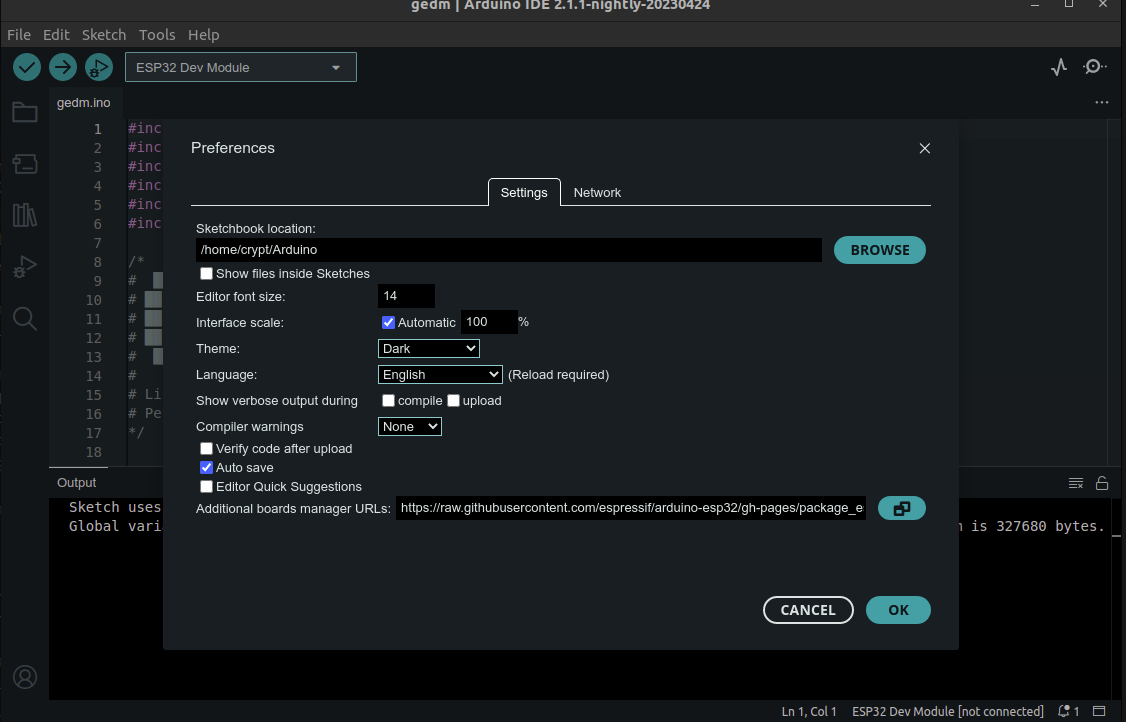 gedm | Arduino IDE 2.1.1-nightly-20230424
File Edit Sketch Tools Help
ESP32 Dev Module
gedm.ino
Preferences
Settings Network
Sketchbook location:
/home/crypt/Arduino
BROWSE
Show files inside Sketches
Editor font size: 14
Interface scale: Automatic 100 %
Theme: Dark
Language: English (Reload required)
Show verbose output during compile upload
Compiler warnings None
Verify code after upload
Auto save
Editor Quick Suggestions
Additional boards manager URLs: https://raw.githubusercontent.com/espressif/arduino-esp32/gh-pages/package_e
CANCEL OK
1 #inc
2 #inc
3 #inc
4 #inc
5 #inc
6 #inc
7
8 /*
9 #
10 #
11 #
12 #
13 #
14 #
15 # Li
16 # Pe
17 */
18
Output
Sketch uses
Global vari
is 327680 bytes.
Ln 1, Col 1 ESP32 Dev Module [not connected] 1